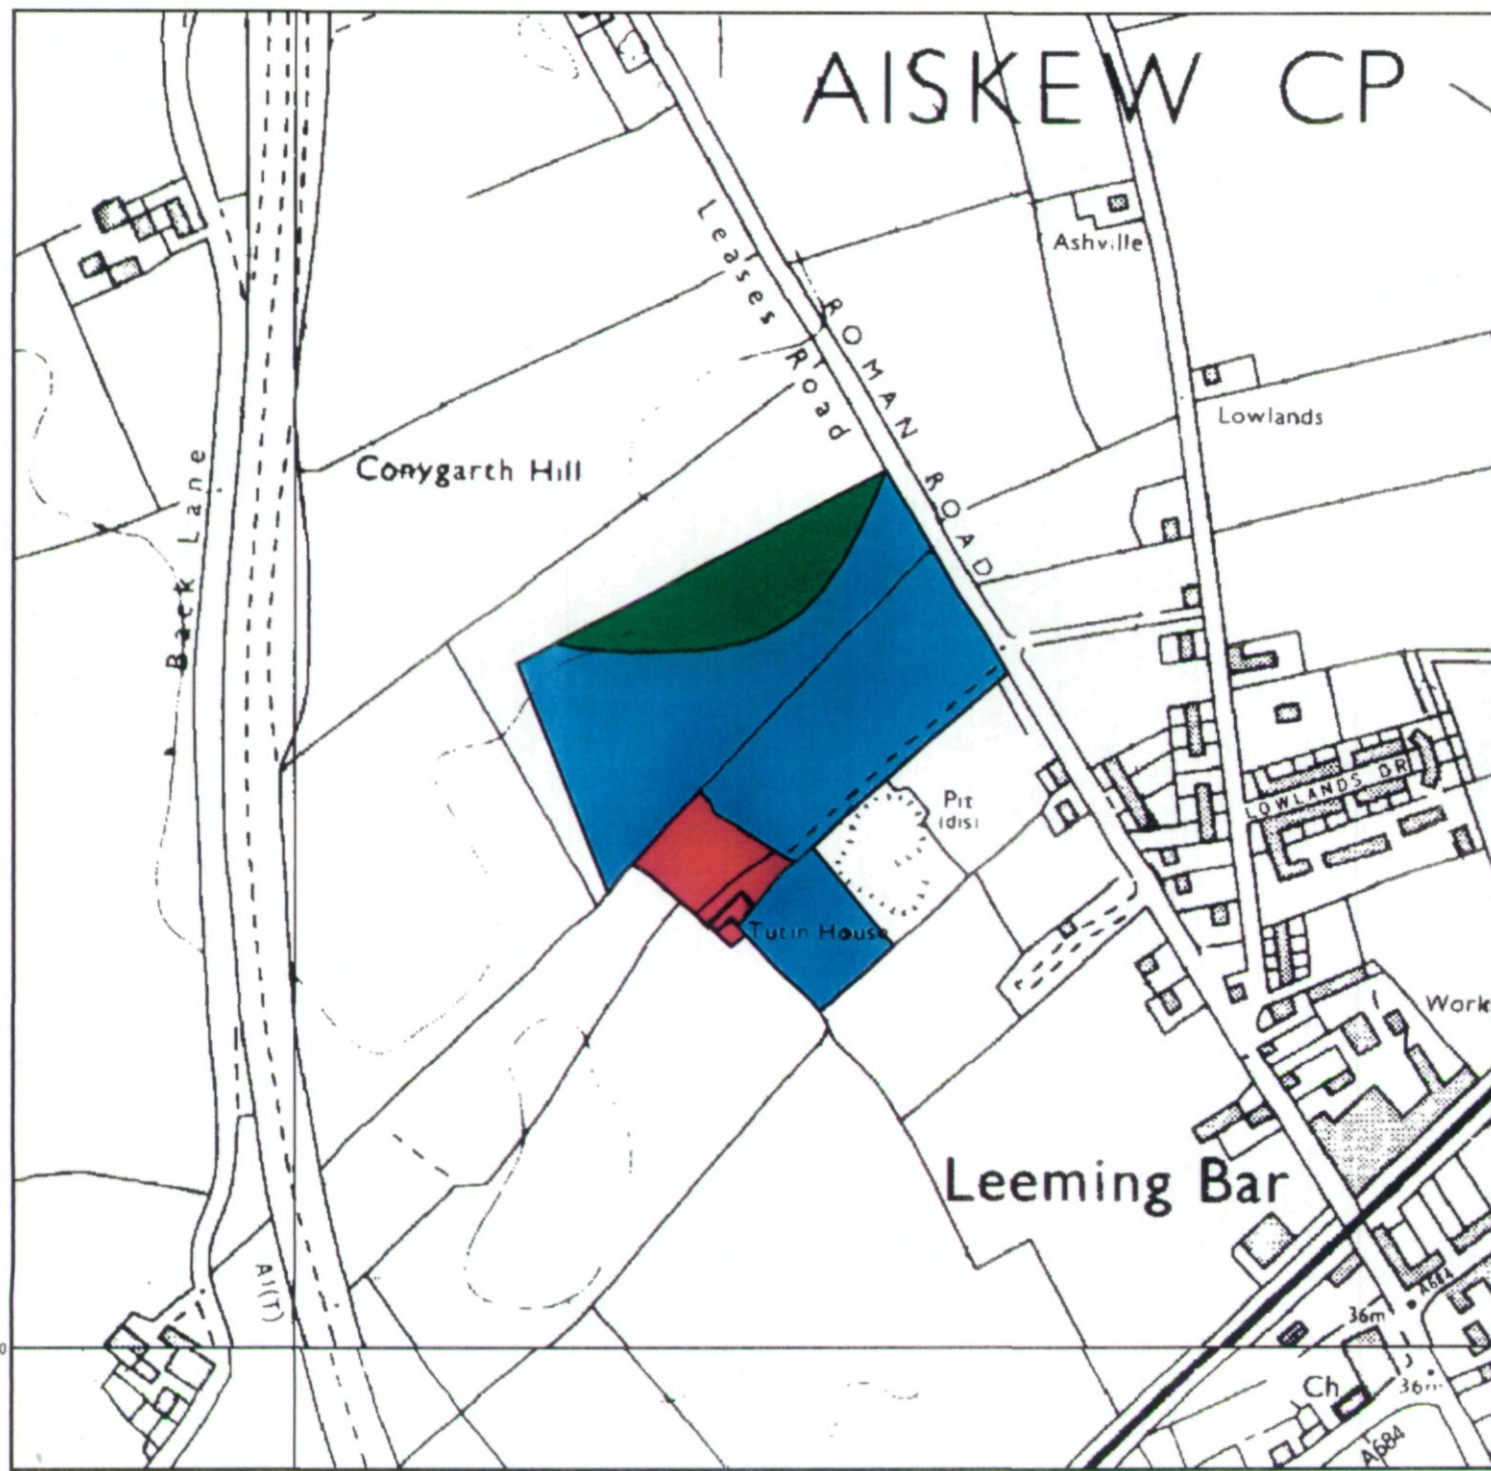 AISKEW CP
Leases Road
ROMAN ROAD
Ashville
Lowlands
Conygarth Hill
Back Lane
Pit
(dis)
LOWLANDS DR
Tutin House
Work
Leeming Bar
A1(T)
A684
36m
Ch
36m
A684
0